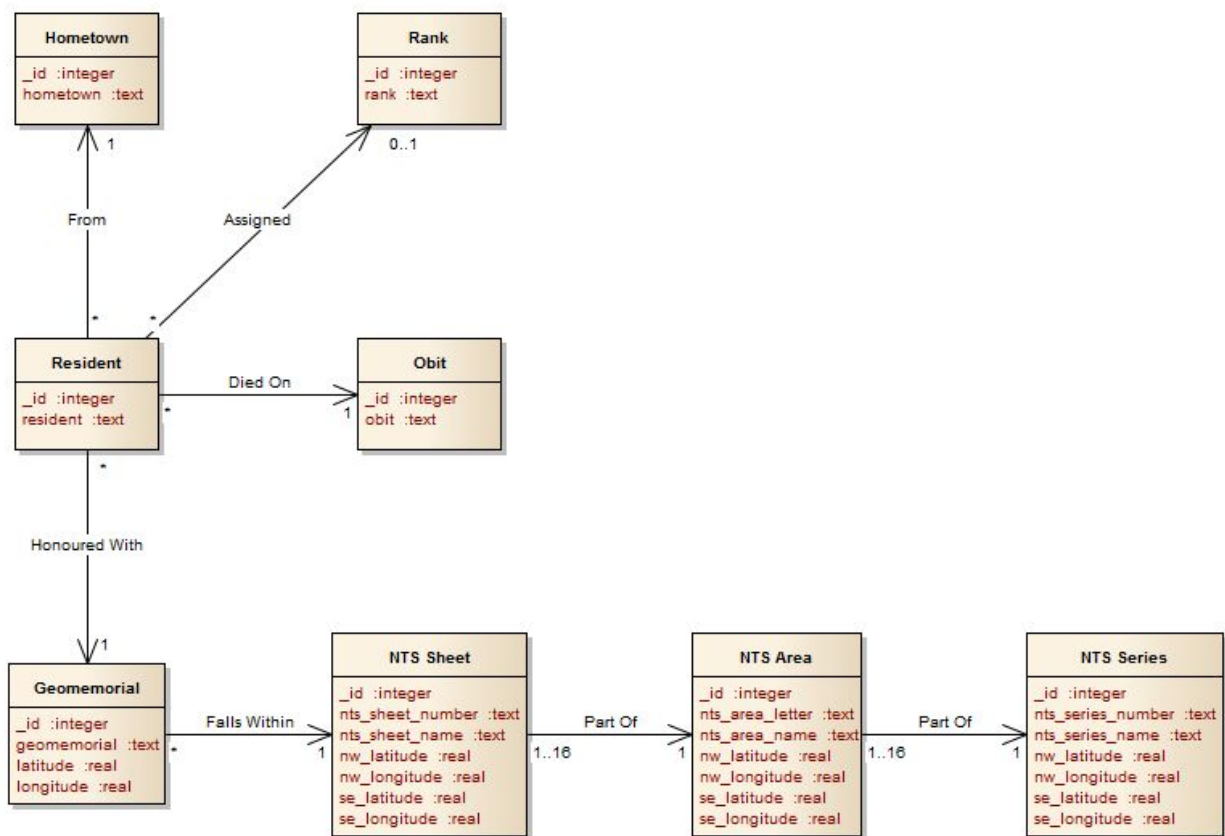 Hometown
_id :integer
hometown :text
Rank
_id :integer
rank :text
1
0..1
From
Assigned
*
*
Resident
_id :integer
resident :text
Died On
*
1
Obit
_id :integer
obit :text
*
Honoured With
1
Geomemorial
_id :integer
geomemorial :text
latitude :real
longitude :real
Falls Within
*
1
NTS Sheet
_id :integer
nts_sheet_number :text
nts_sheet_name :text
nw_latitude :real
nw_longitude :real
se_latitude :real
se_longitude :real
Part Of
1..16
1
NTS Area
_id :integer
nts_area_letter :text
nts_area_name :text
nw_latitude :real
nw_longitude :real
se_latitude :real
se_longitude :real
Part Of
1..16
1
NTS Series
_id :integer
nts_series_number :text
nts_series_name :text
nw_latitude :real
nw_longitude :real
se_latitude :real
se_longitude :real